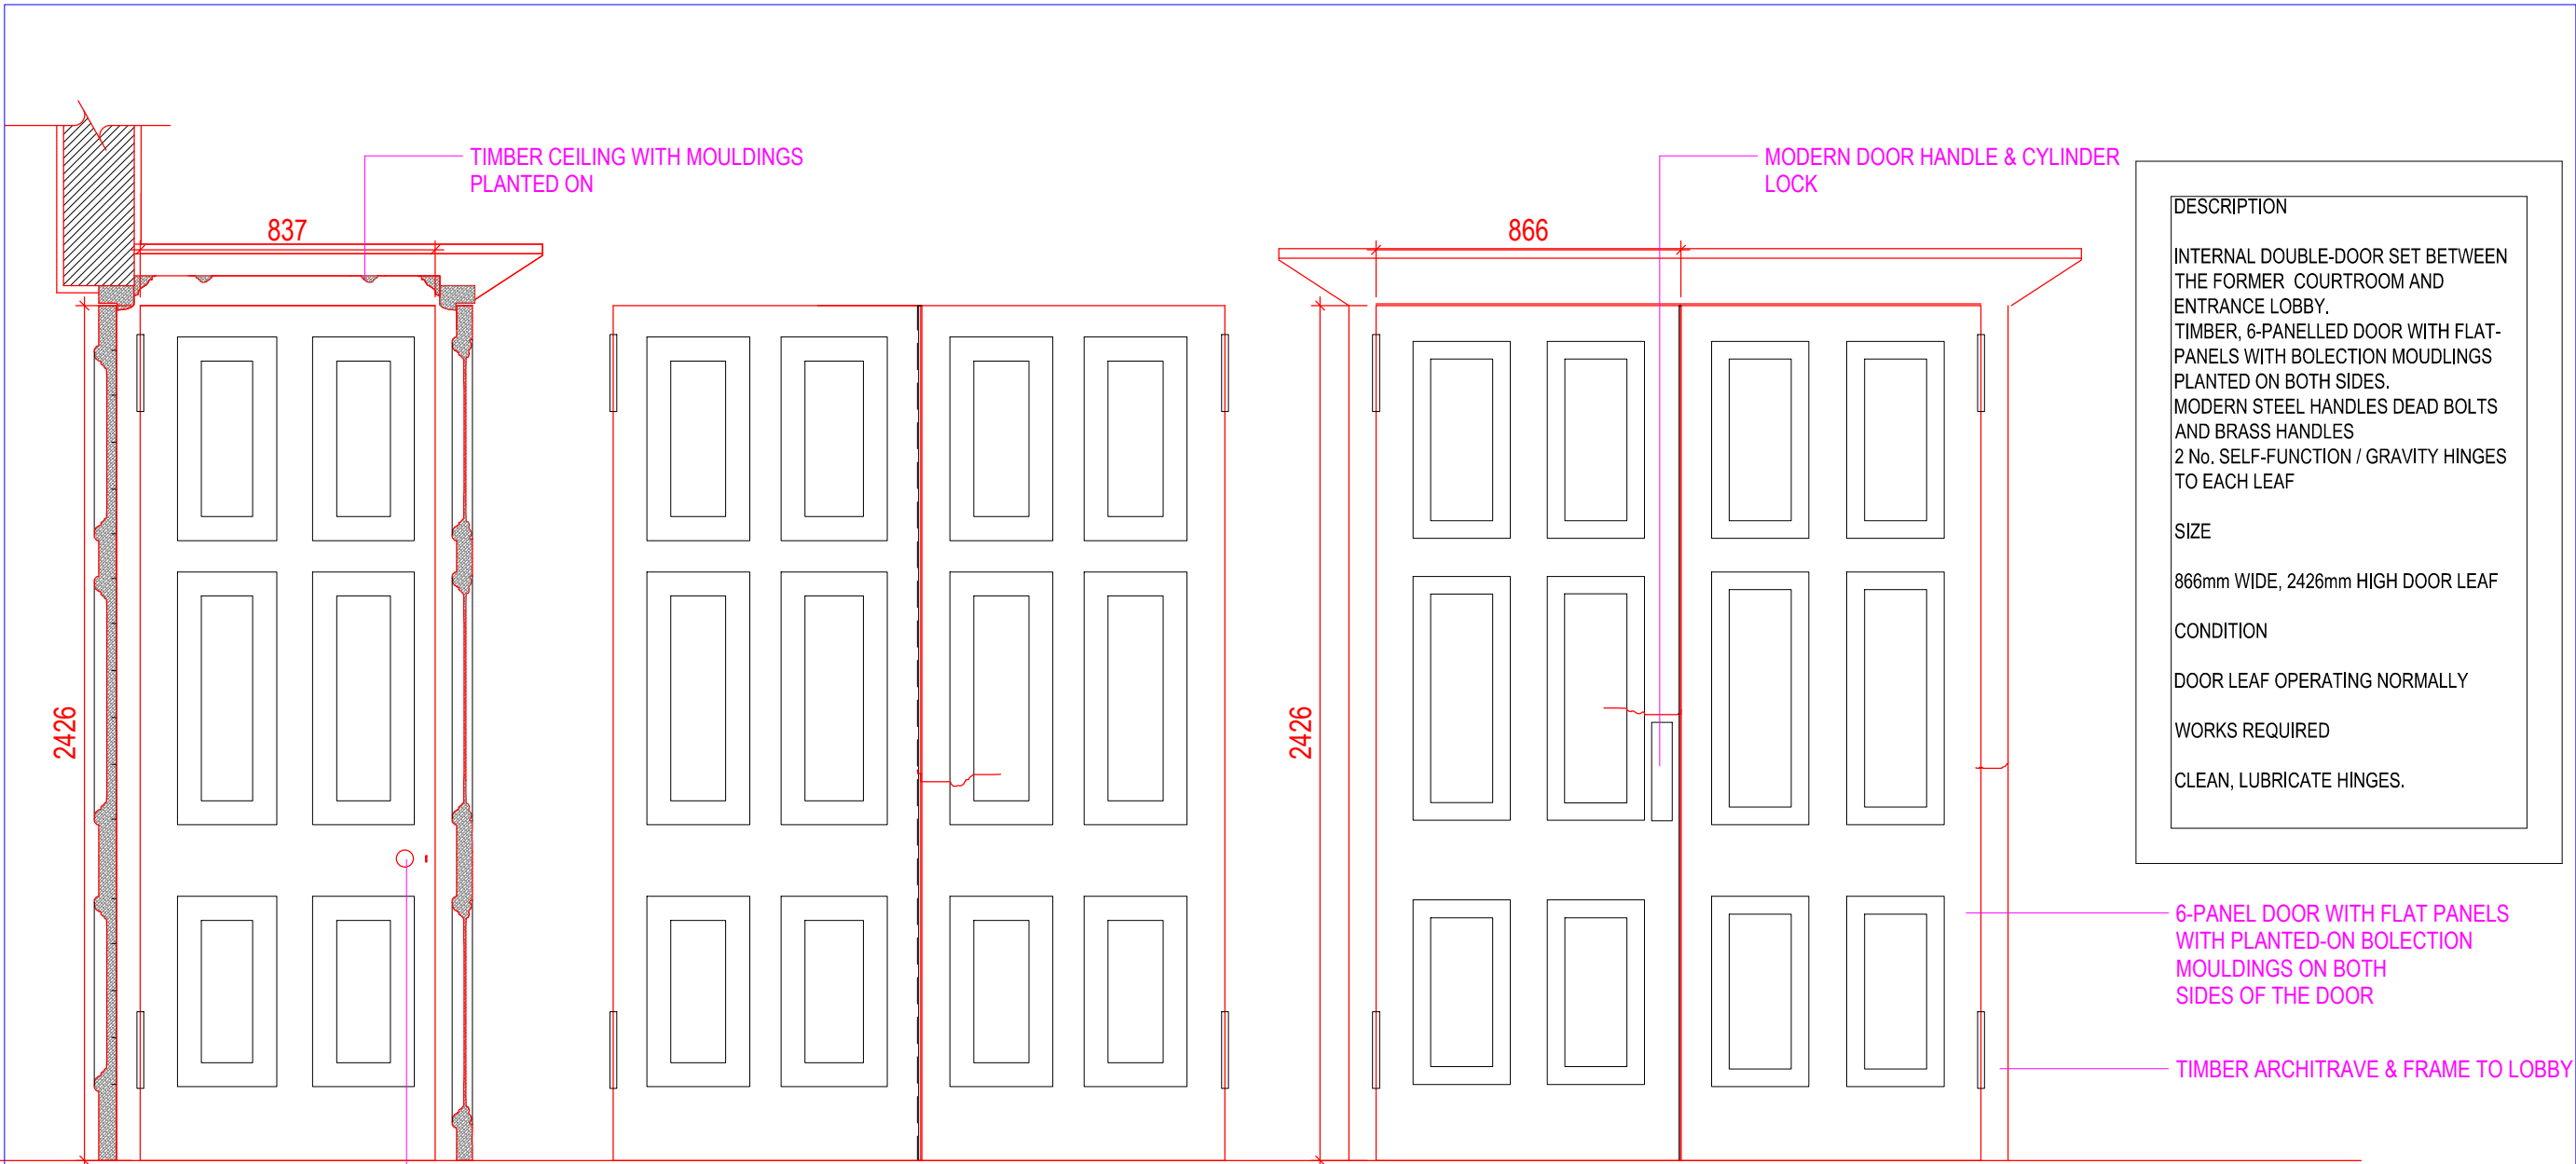 TIMBER CEILING WITH MOULDINGS
PLANTED ON
837
2426
MODERN DOOR HANDLE & CYLINDER
LOCK
866
2426
DESCRIPTION
INTERNAL DOUBLE-DOOR SET BETWEEN
THE FORMER COURTROOM AND
ENTRANCE LOBBY.
TIMBER, 6-PANELLED DOOR WITH FLAT-
PANELS WITH BOLECTION MOUDLINGS
PLANTED ON BOTH SIDES.
MODERN STEEL HANDLES DEAD BOLTS
AND BRASS HANDLES
2 No. SELF-FUNCTION / GRAVITY HINGES
TO EACH LEAF
SIZE
866mm WIDE, 2426mm HIGH DOOR LEAF
CONDITION
DOOR LEAF OPERATING NORMALLY
WORKS REQUIRED
CLEAN, LUBRICATE HINGES.
6-PANEL DOOR WITH FLAT PANELS
WITH PLANTED-ON BOLECTION
MOULDINGS ON BOTH
SIDES OF THE DOOR
TIMBER ARCHITRAVE & FRAME TO LOBBY